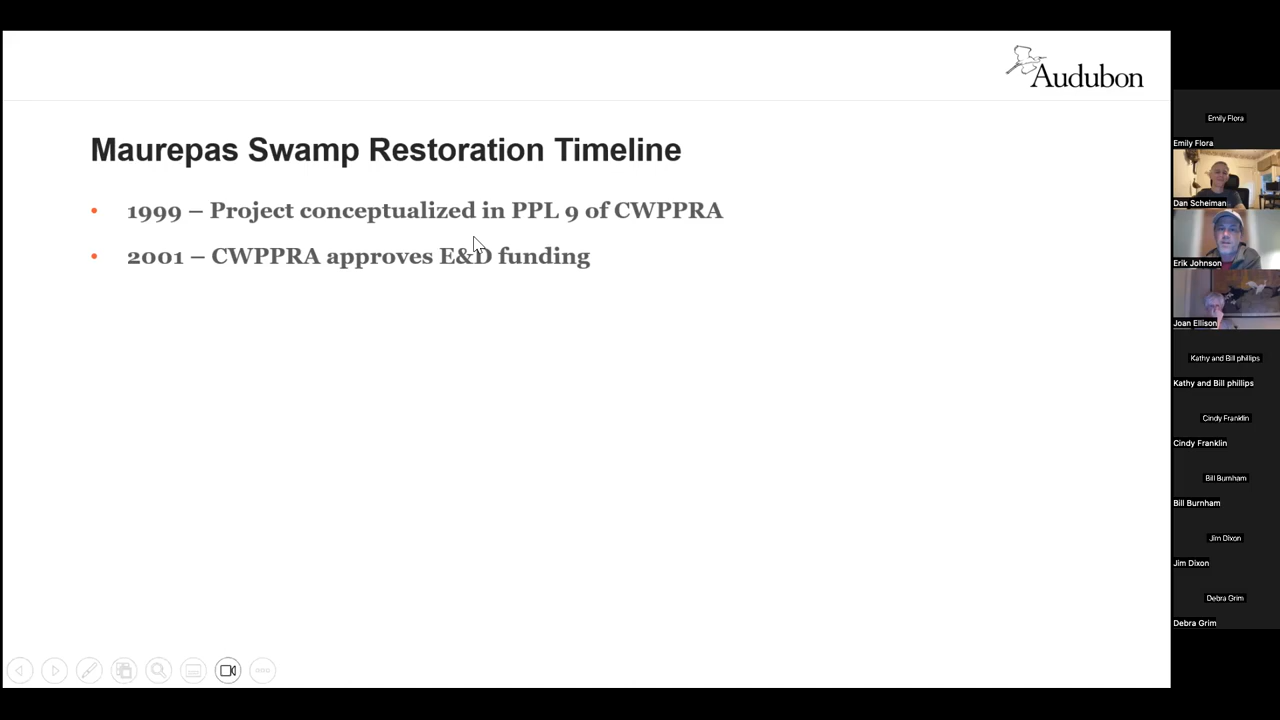 Audubon
Maurepas Swamp Restoration Timeline
• 1999 – Project conceptualized in PPL 9 of CWPPRA
• 2001 – CWPPRA approves E&D funding
Emily Flora
Emily Flora
Dan Scheiman
Erik Johnson
Joan Ellison
Kathy and Bill phillips
Kathy and Bill phillips
Cindy Franklin
Cindy Franklin
Bill Burnham
Bill Burnham
Jim Dixon
Jim Dixon
Debra Grim
Debra Grim